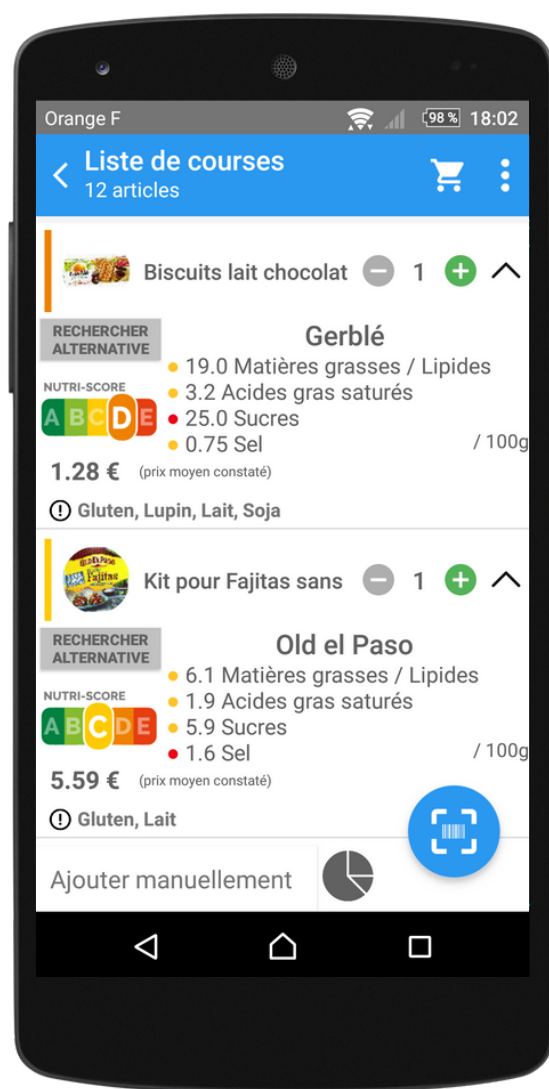 Orange F 98 % 18:02
Liste de courses
12 articles
Biscuits lait chocolat 1
RECHERCHER
ALTERNATIVE
Gerblé
19.0 Matières grasses / Lipides
3.2 Acides gras saturés
25.0 Sucres
0.75 Sel
/ 100g
NUTRI-SCORE
A B C D E
1.28 € (prix moyen constaté)
Gluten, Lupin, Lait, Soja
OLD EL PASO
Fajitas
Kit pour Fajitas sans 1
RECHERCHER
ALTERNATIVE
Old el Paso
6.1 Matières grasses / Lipides
1.9 Acides gras saturés
5.9 Sucres
1.6 Sel
/ 100g
NUTRI-SCORE
A B C D E
5.59 € (prix moyen constaté)
Gluten, Lait
Ajouter manuellement